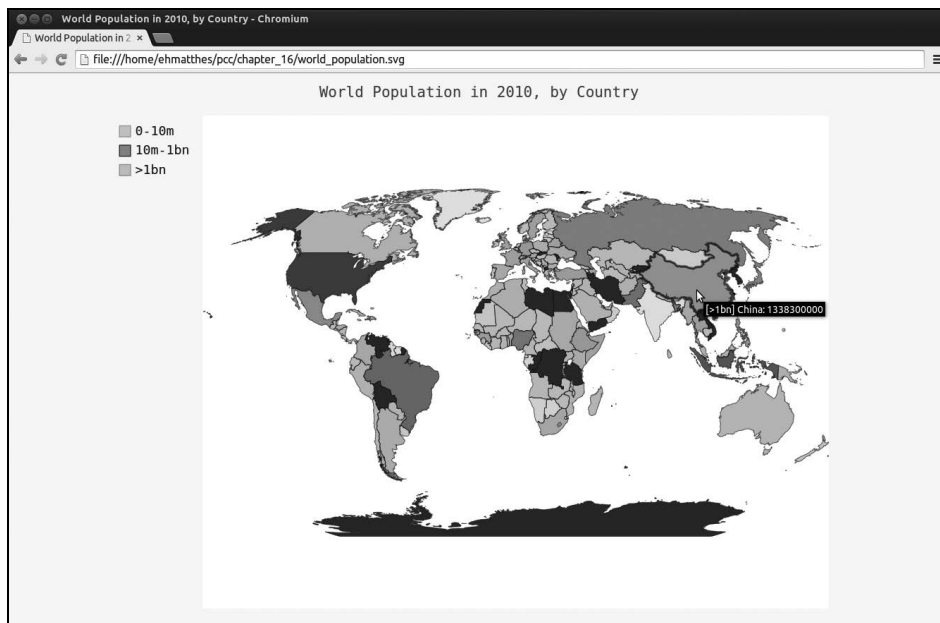 World Population in 2010, by Country - Chromium
World Population in 2
file:///home/ehmatthes/pcc/chapter_16/world_population.svg
World Population in 2010, by Country
0-10m
10m-1bn
>1bn
[>1bn] China: 1338300000